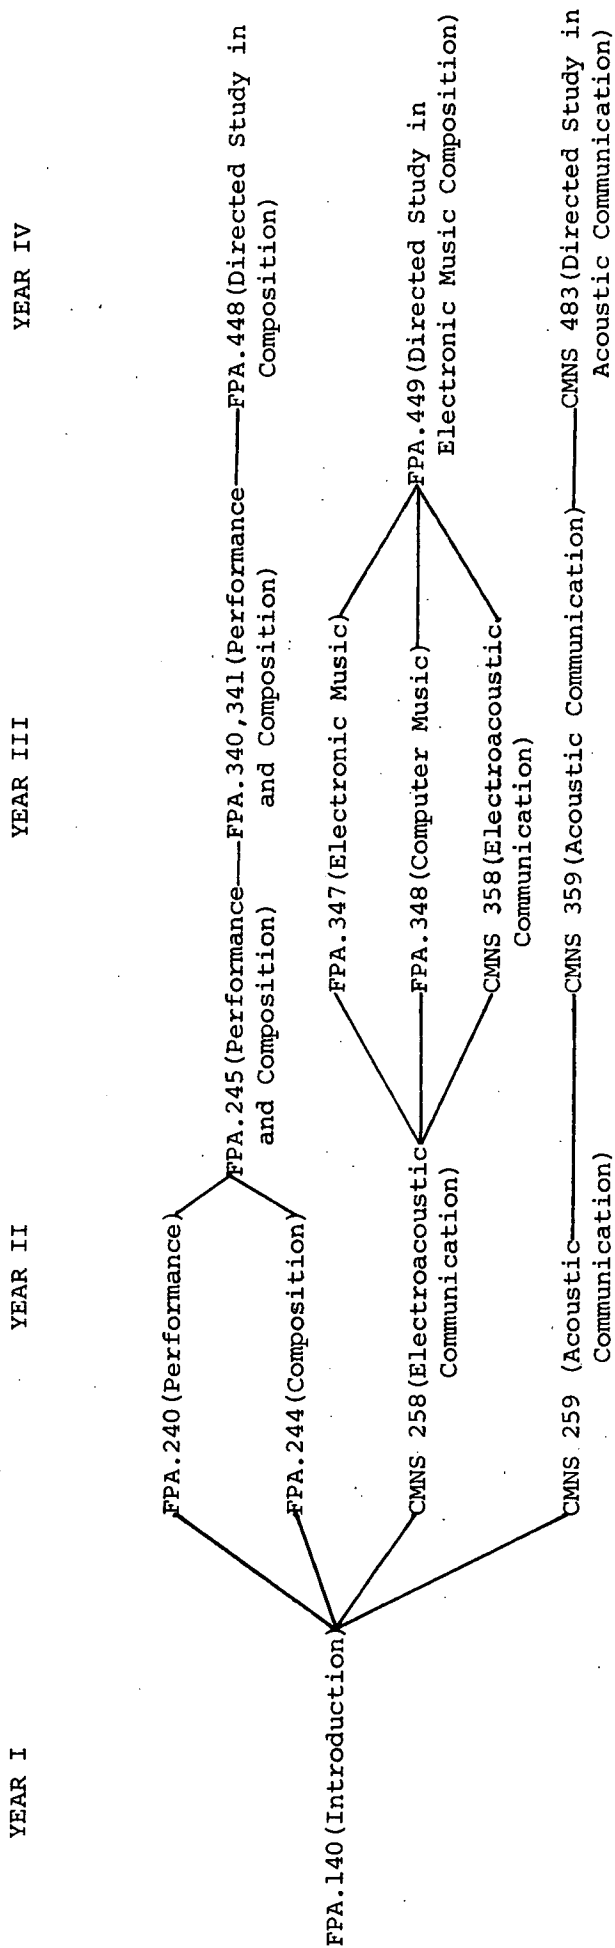 YEAR I
YEAR II
YEAR III
YEAR IV
FPA.140(Introduction)
FPA.240(Performance)
FPA.244(Composition)
FPA.245(Performance
and Composition)
FPA.340,341(Performance
and Composition)
FPA.448(Directed Study in
Composition)
CMNS 258(Electroacoustic
Communication)
FPA.347(Electronic Music)
FPA.348(Computer Music)
CMNS 358(Electroacoustic
Communication)
FPA.449(Directed Study in
Electronic Music Composition)
CMNS 259 (Acoustic
Communication)
CMNS 359(Acoustic Communication)
CMNS 483(Directed Study in
Acoustic Communication)